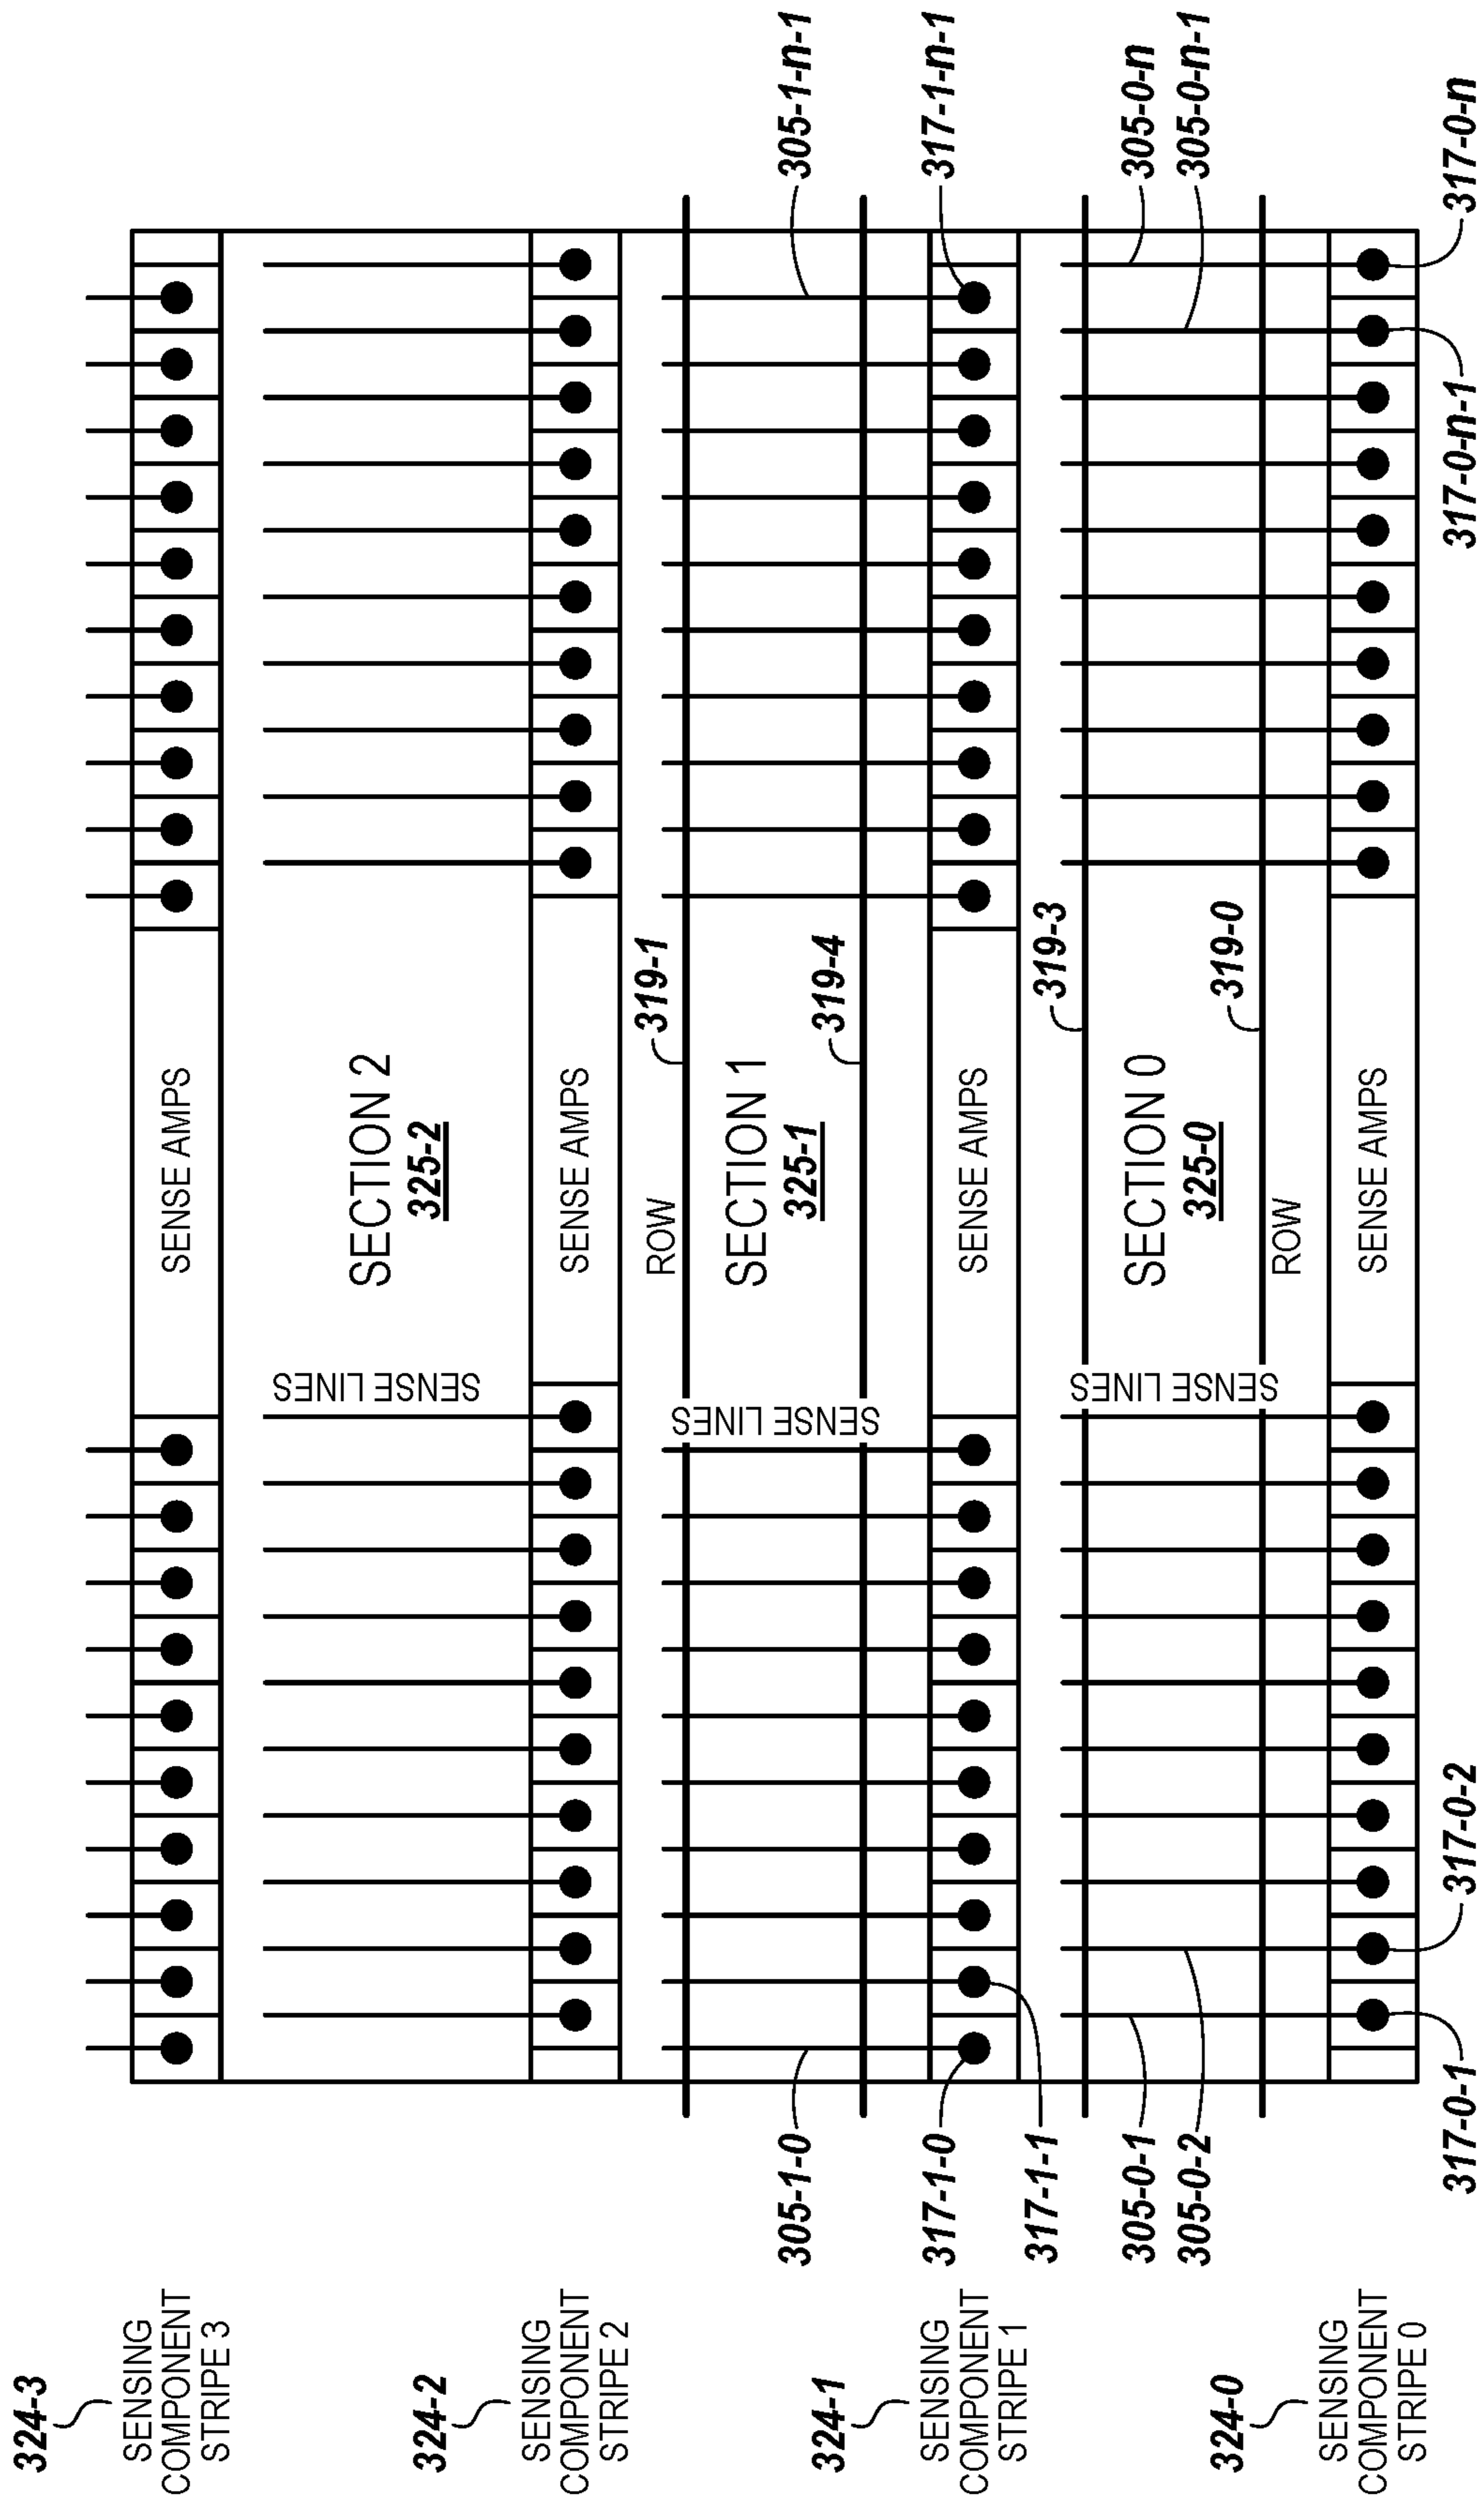 324-3
SENSING
COMPONENT
STRIPE 3
324-2
SENSING
COMPONENT
STRIPE 2
324-1
SENSING
COMPONENT
STRIPE 1
324-0
SENSING
COMPONENT
STRIPE 0
305-1-0
317-1-0
317-1-1
305-0-1
305-0-2
317-0-1
317-0-2
SENSE LINES
SENSE LINES
SENSE LINES
SENSE AMPS
SECTION 2
325-2
SENSE AMPS
ROW
319-1
SECTION 1
325-1
319-4
SENSE AMPS
319-3
SECTION 0
325-0
319-0
ROW
SENSE AMPS
305-1-n-1
317-1-n-1
305-0-n
305-0-n-1
317-0-n-1
317-0-n